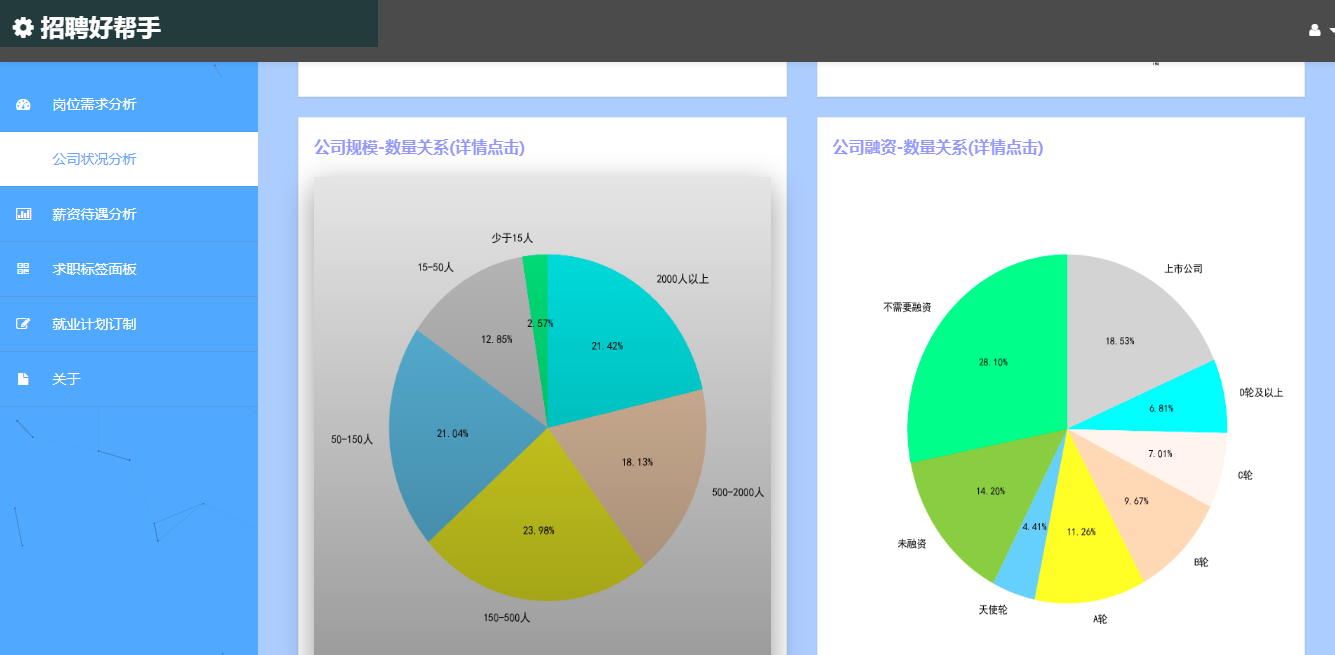 招聘好帮手
岗位需求分析
公司状况分析
薪资待遇分析
求职标签面板
就业计划订制
关于
公司规模-数量关系(详情点击)
少于15人
15-50人
2000人以上
2.57%
12.85%
21.42%
50-150人
21.04%
18.13%
500-2000人
23.98%
150-500人
公司融资-数量关系(详情点击)
上市公司
不需要融资
18.53%
28.10%
D轮及以上
6.81%
7.01%
C轮
14.20%
9.67%
4.41%
11.26%
未融资
B轮
天使轮
A轮